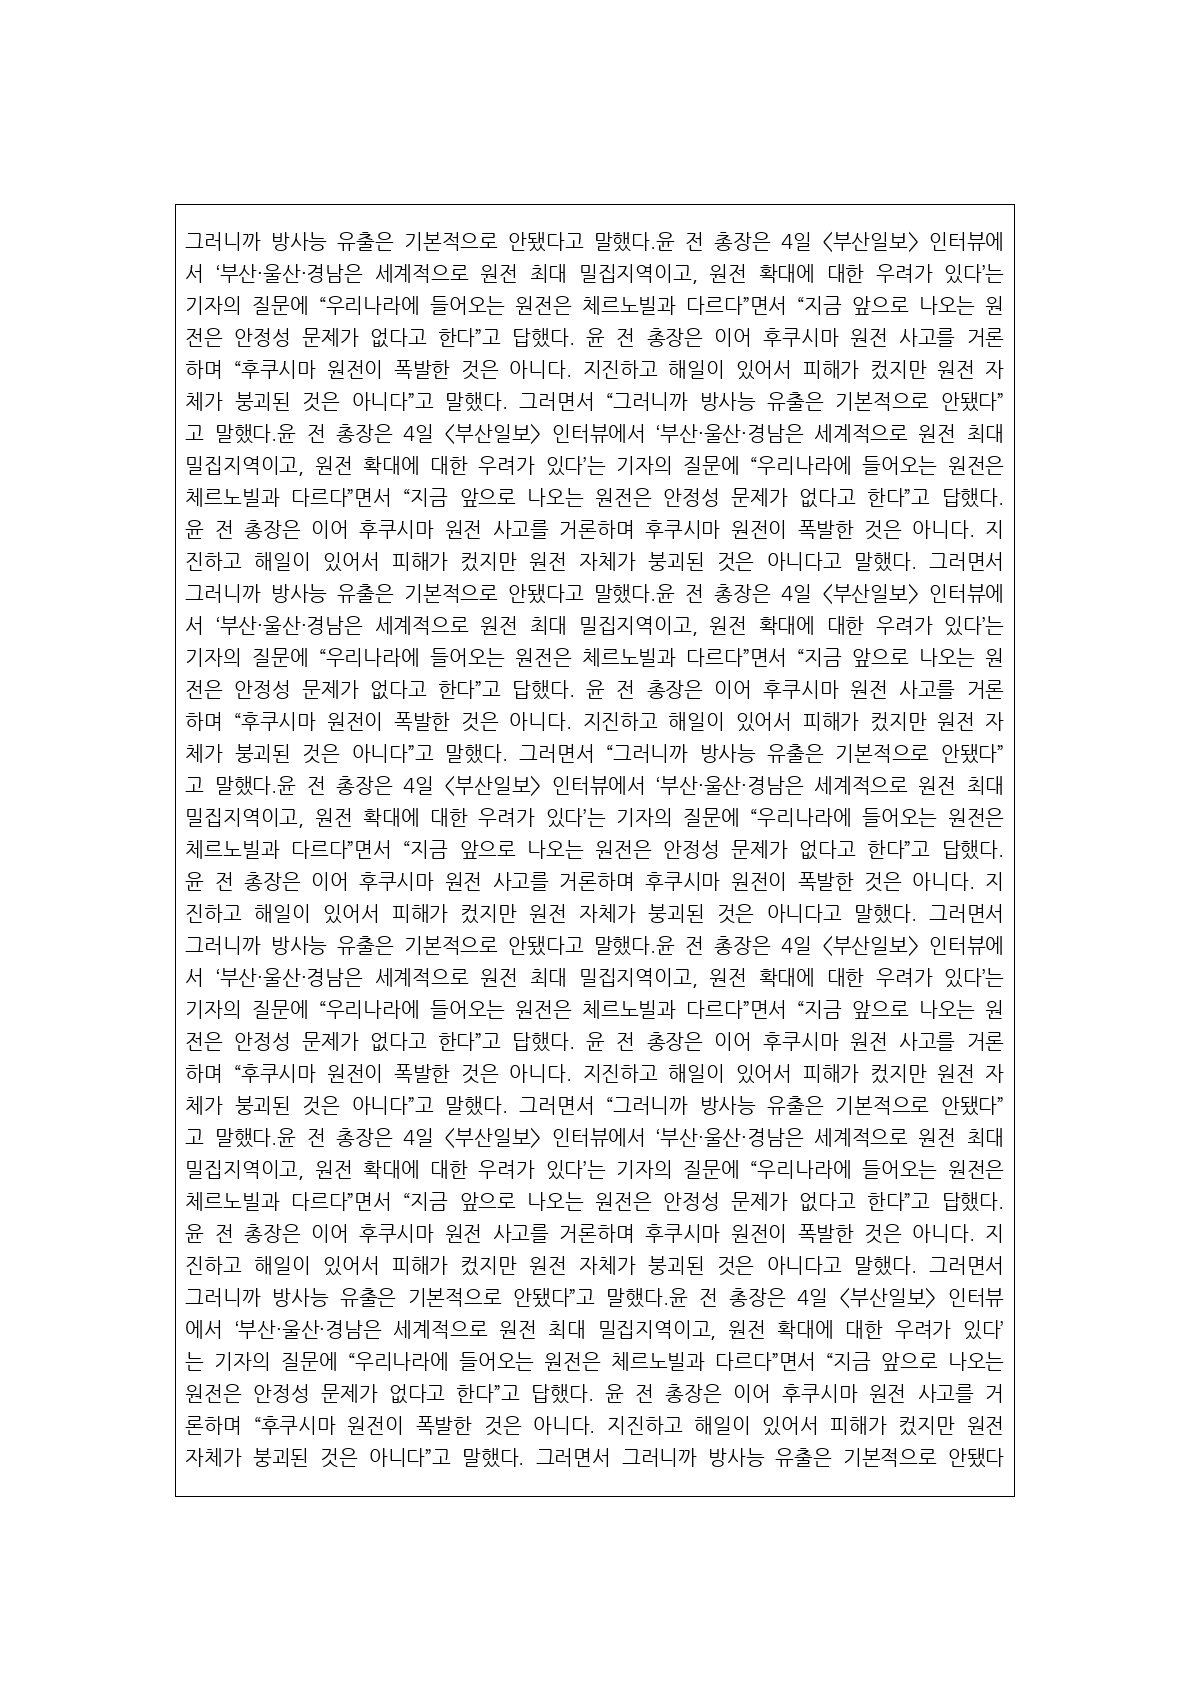 그러니까 방사능 유출은 기본적으로 안됐다고 말했다.윤 전 총장은 4일 〈부산일보〉 인터뷰에
서 ‘부산·울산·경남은 세계적으로 원전 최대 밀집지역이고, 원전 확대에 대한 우려가 있다’는
기자의 질문에 “우리나라에 들어오는 원전은 체르노빌과 다르다”면서 “지금 앞으로 나오는 원
전은 안정성 문제가 없다고 한다”고 답했다. 윤 전 총장은 이어 후쿠시마 원전 사고를 거론
하며 “후쿠시마 원전이 폭발한 것은 아니다. 지진하고 해일이 있어서 피해가 컸지만 원전 자
체가 붕괴된 것은 아니다”고 말했다. 그러면서 “그러니까 방사능 유출은 기본적으로 안됐다”
고 말했다.윤 전 총장은 4일 〈부산일보〉 인터뷰에서 ‘부산·울산·경남은 세계적으로 원전 최대
밀집지역이고, 원전 확대에 대한 우려가 있다’는 기자의 질문에 “우리나라에 들어오는 원전은
체르노빌과 다르다”면서 “지금 앞으로 나오는 원전은 안정성 문제가 없다고 한다”고 답했다.
윤 전 총장은 이어 후쿠시마 원전 사고를 거론하며 후쿠시마 원전이 폭발한 것은 아니다. 지
진하고 해일이 있어서 피해가 컸지만 원전 자체가 붕괴된 것은 아니다고 말했다. 그러면서
그러니까 방사능 유출은 기본적으로 안됐다고 말했다.윤 전 총장은 4일 〈부산일보〉 인터뷰에
서 ‘부산·울산·경남은 세계적으로 원전 최대 밀집지역이고, 원전 확대에 대한 우려가 있다’는
기자의 질문에 “우리나라에 들어오는 원전은 체르노빌과 다르다”면서 “지금 앞으로 나오는 원
전은 안정성 문제가 없다고 한다”고 답했다. 윤 전 총장은 이어 후쿠시마 원전 사고를 거론
하며 “후쿠시마 원전이 폭발한 것은 아니다. 지진하고 해일이 있어서 피해가 컸지만 원전 자
체가 붕괴된 것은 아니다”고 말했다. 그러면서 “그러니까 방사능 유출은 기본적으로 안됐다”
고 말했다.윤 전 총장은 4일 〈부산일보〉 인터뷰에서 ‘부산·울산·경남은 세계적으로 원전 최대
밀집지역이고, 원전 확대에 대한 우려가 있다’는 기자의 질문에 “우리나라에 들어오는 원전은
체르노빌과 다르다”면서 “지금 앞으로 나오는 원전은 안정성 문제가 없다고 한다”고 답했다.
윤 전 총장은 이어 후쿠시마 원전 사고를 거론하며 후쿠시마 원전이 폭발한 것은 아니다. 지
진하고 해일이 있어서 피해가 컸지만 원전 자체가 붕괴된 것은 아니다고 말했다. 그러면서
그러니까 방사능 유출은 기본적으로 안됐다고 말했다.윤 전 총장은 4일 〈부산일보〉 인터뷰에
서 ‘부산·울산·경남은 세계적으로 원전 최대 밀집지역이고, 원전 확대에 대한 우려가 있다’는
기자의 질문에 “우리나라에 들어오는 원전은 체르노빌과 다르다”면서 “지금 앞으로 나오는 원
전은 안정성 문제가 없다고 한다”고 답했다. 윤 전 총장은 이어 후쿠시마 원전 사고를 거론
하며 “후쿠시마 원전이 폭발한 것은 아니다. 지진하고 해일이 있어서 피해가 컸지만 원전 자
체가 붕괴된 것은 아니다”고 말했다. 그러면서 “그러니까 방사능 유출은 기본적으로 안됐다”
고 말했다.윤 전 총장은 4일 〈부산일보〉 인터뷰에서 ‘부산·울산·경남은 세계적으로 원전 최대
밀집지역이고, 원전 확대에 대한 우려가 있다’는 기자의 질문에 “우리나라에 들어오는 원전은
체르노빌과 다르다”면서 “지금 앞으로 나오는 원전은 안정성 문제가 없다고 한다”고 답했다.
윤 전 총장은 이어 후쿠시마 원전 사고를 거론하며 후쿠시마 원전이 폭발한 것은 아니다. 지
진하고 해일이 있어서 피해가 컸지만 원전 자체가 붕괴된 것은 아니다고 말했다. 그러면서
그러니까 방사능 유출은 기본적으로 안됐다”고 말했다.윤 전 총장은 4일 〈부산일보〉 인터뷰
에서 ‘부산·울산·경남은 세계적으로 원전 최대 밀집지역이고, 원전 확대에 대한 우려가 있다’
는 기자의 질문에 “우리나라에 들어오는 원전은 체르노빌과 다르다”면서 “지금 앞으로 나오는
원전은 안정성 문제가 없다고 한다”고 답했다. 윤 전 총장은 이어 후쿠시마 원전 사고를 거
론하며 “후쿠시마 원전이 폭발한 것은 아니다. 지진하고 해일이 있어서 피해가 컸지만 원전
자체가 붕괴된 것은 아니다”고 말했다. 그러면서 그러니까 방사능 유출은 기본적으로 안됐다